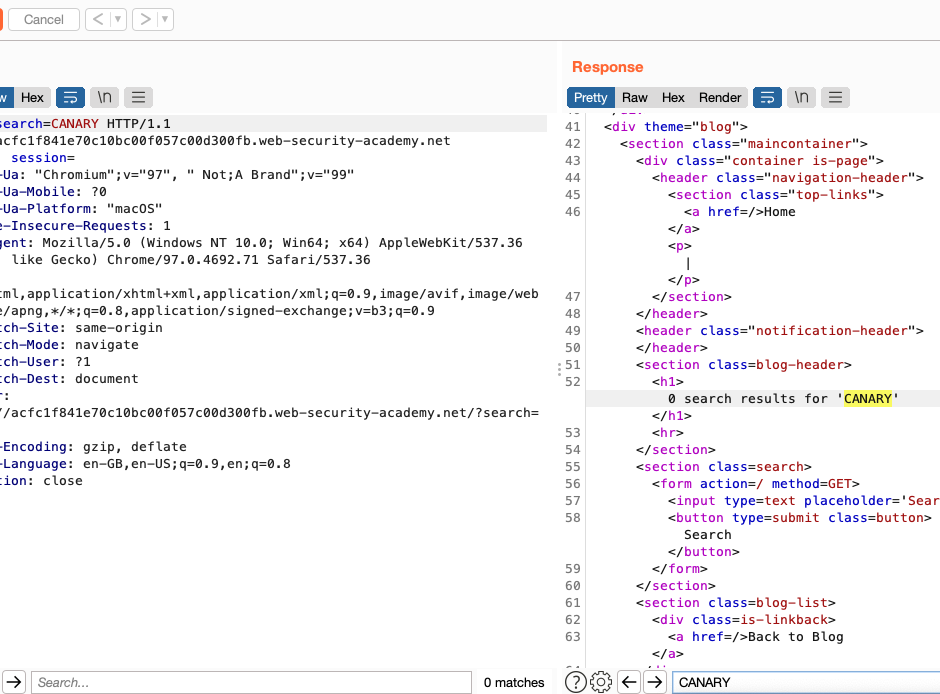 Cancel
< ▼ > ▼
Response
w Hex \n
Pretty Raw Hex Render \n
search=CANARY HTTP/1.1
acfc1f841e70c10bc00f057c00d300fb.web-security-academy.net
session=
-Ua: "Chromium";v="97", " Not;A Brand";v="99"
-Ua-Mobile: ?0
-Ua-Platform: "macOS"
e-Insecure-Requests: 1
gent: Mozilla/5.0 (Windows NT 10.0; Win64; x64) AppleWebKit/537.36
like Gecko) Chrome/97.0.4692.71 Safari/537.36
tml,application/xhtml+xml,application/xml;q=0.9,image/avif,image/web
e/apng,*/*;q=0.8,application/signed-exchange;v=b3;q=0.9
tch-Site: same-origin
tch-Mode: navigate
tch-User: ?1
tch-Dest: document
r:
//acfc1f841e70c10bc00f057c00d300fb.web-security-academy.net/?search=
-Encoding: gzip, deflate
-Language: en-GB,en-US;q=0.9,en;q=0.8
tion: close
41 <div theme="blog">
42 <section class="maincontainer">
43 <div class="container is-page">
44 <header class="navigation-header">
45 <section class="top-links">
46 <a href=/>Home
</a>
<p>
|
</p>
47 </section>
48 </header>
49 <header class="notification-header">
50 </header>
51 <section class=blog-header>
52 <h1>
0 search results for 'CANARY'
</h1>
53 <hr>
54 </section>
55 <section class=search>
56 <form action=/ method=GET>
57 <input type=text placeholder='Sear
58 <button type=submit class=button>
Search
</button>
59 </form>
60 </section>
61 <section class=blog-list>
62 <div class=is-linkback>
63 <a href=/>Back to Blog
</a>
Search...
0 matches
? CANARY